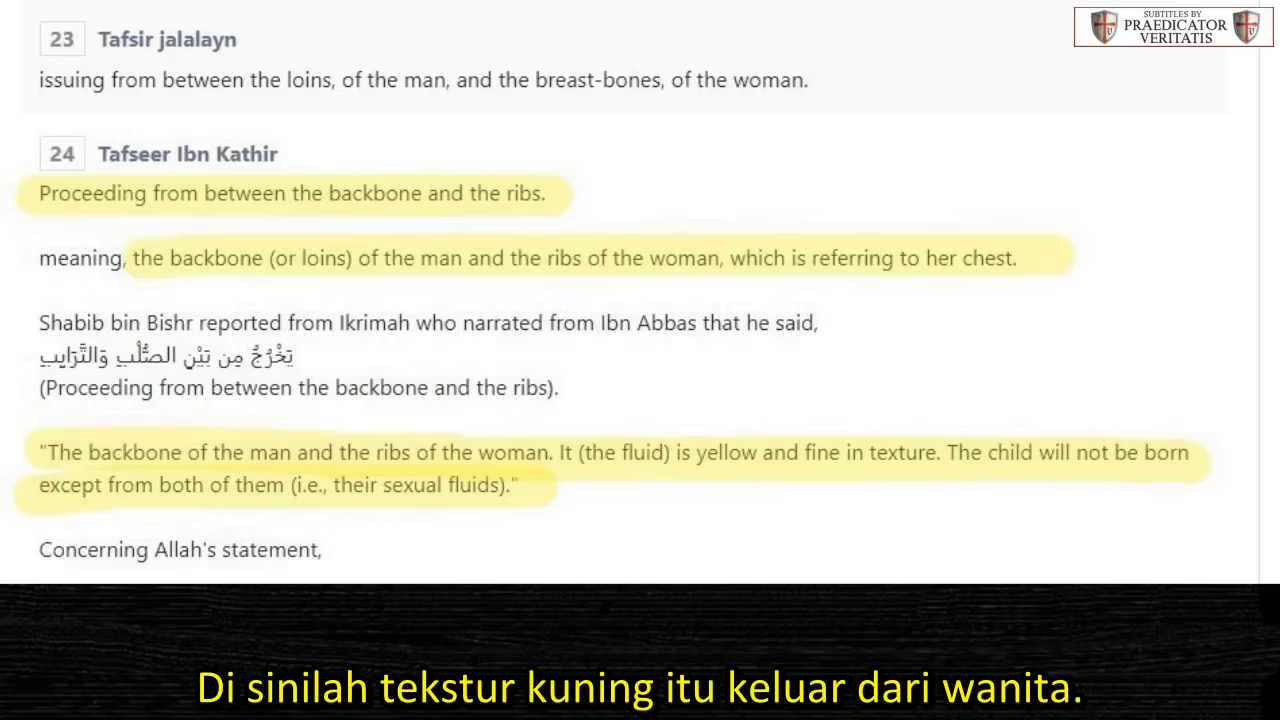 SUBTITLES BY
PRAEDICATOR
VERITATIS
23 Tafsir jalalayn
issuing from between the loins, of the man, and the breast-bones, of the woman.
24 Tafseer Ibn Kathir
Proceeding from between the backbone and the ribs.
meaning, the backbone (or loins) of the man and the ribs of the woman, which is referring to her chest.
Shabib bin Bishr reported from Ikrimah who narrated from Ibn Abbas that he said,
يَخْرُجُ مِن بَيْنِ الصُّلْبِ وَالتَّرَايِبِ
(Proceeding from between the backbone and the ribs).
"The backbone of the man and the ribs of the woman. It (the fluid) is yellow and fine in texture. The child will not be born
except from both of them (i.e., their sexual fluids)."
Concerning Allah's statement,
Di sinilah tekstur kuning itu keluar dari wanita.